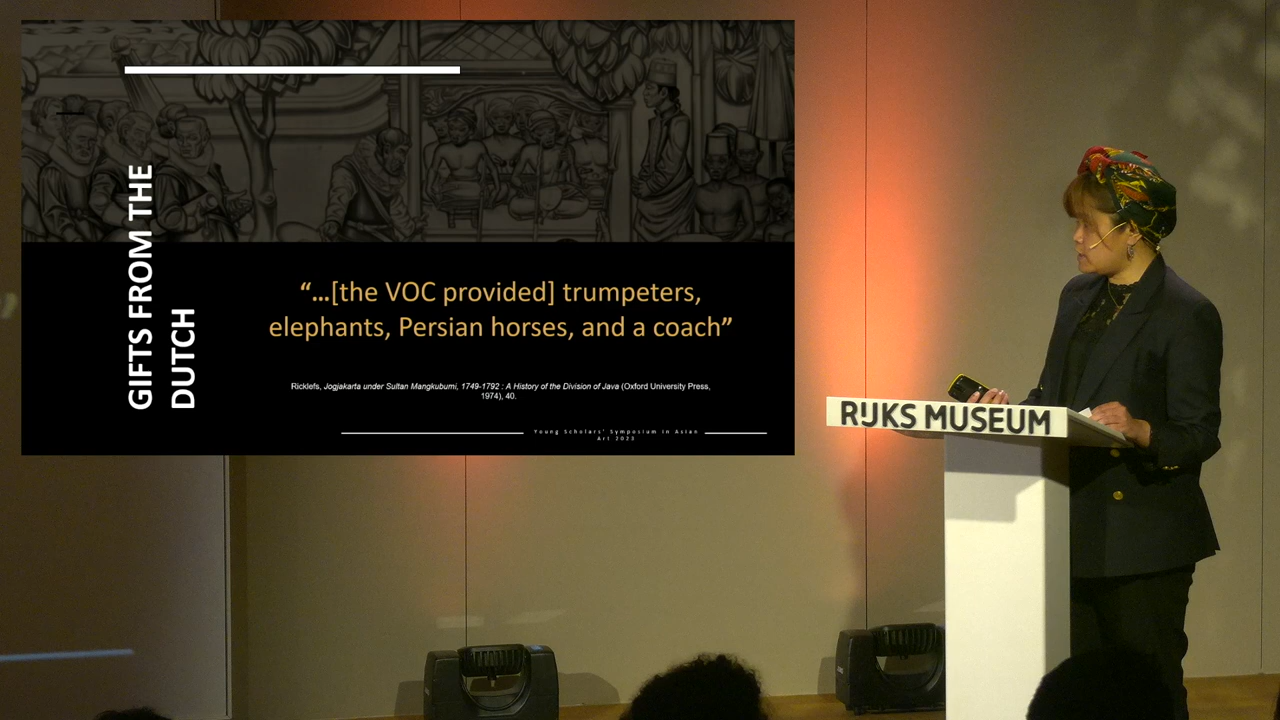 GIFTS FROM THE
DUTCH
“…[the VOC provided] trumpeters,
elephants, Persian horses, and a coach”
Ricklefs, Jogjakarta under Sultan Mangkubumi, 1749-1792 : A History of the Division of Java (Oxford University Press,
1974), 40.
Young Scholars' Symposium in Asian
Art 2023
RIJKS MUSEUM